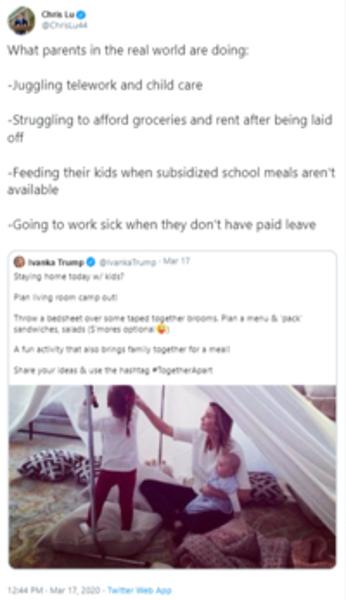 Chris Lu
@ChrisLu44
What parents in the real world are doing:
-Juggling telework and child care
-Struggling to afford groceries and rent after being laid
off
-Feeding their kids when subsidized school meals aren't
available
-Going to work sick when they don't have paid leave
Ivanka Trump @IvankaTrump · Mar 17
Staying home today w/ kids?
Plan living room camp out!
Throw a bedsheet over some taped together brooms. Plan a menu & 'pack'
sandwiches, salads (S'mores optional 😜)
A fun activity that also brings family together for a meal!
Share your ideas & use the hashtag #TogetherApart
12:44 PM · Mar 17, 2020 · Twitter Web App